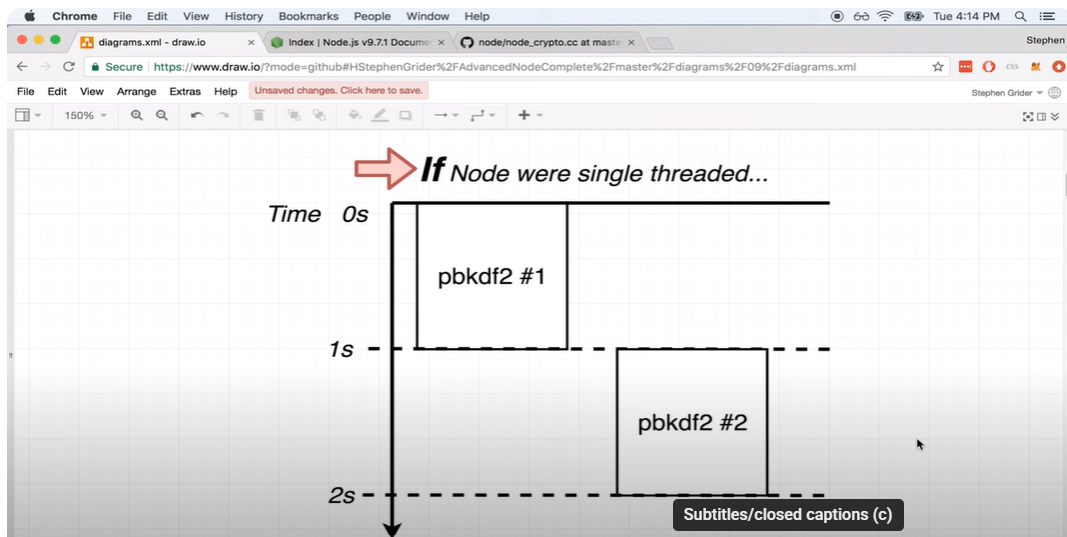 Chrome File Edit View History Bookmarks People Window Help Tue 4:14 PM
diagrams.xml - draw.io × Index | Node.js v9.7.1 Documen × node/node_crypto.cc at maste × Stephen
Secure https://www.draw.io/?mode=github#HStephenGrider%2FAdvancedNodeComplete%2Fmaster%2Fdiagrams%2F09%2Fdiagrams.xml CSS
File Edit View Arrange Extras Help Unsaved changes. Click here to save. Stephen Grider
150%
If Node were single threaded...
Time 0s
pbkdf2 #1
1s
pbkdf2 #2
2s
Subtitles/closed captions (c)